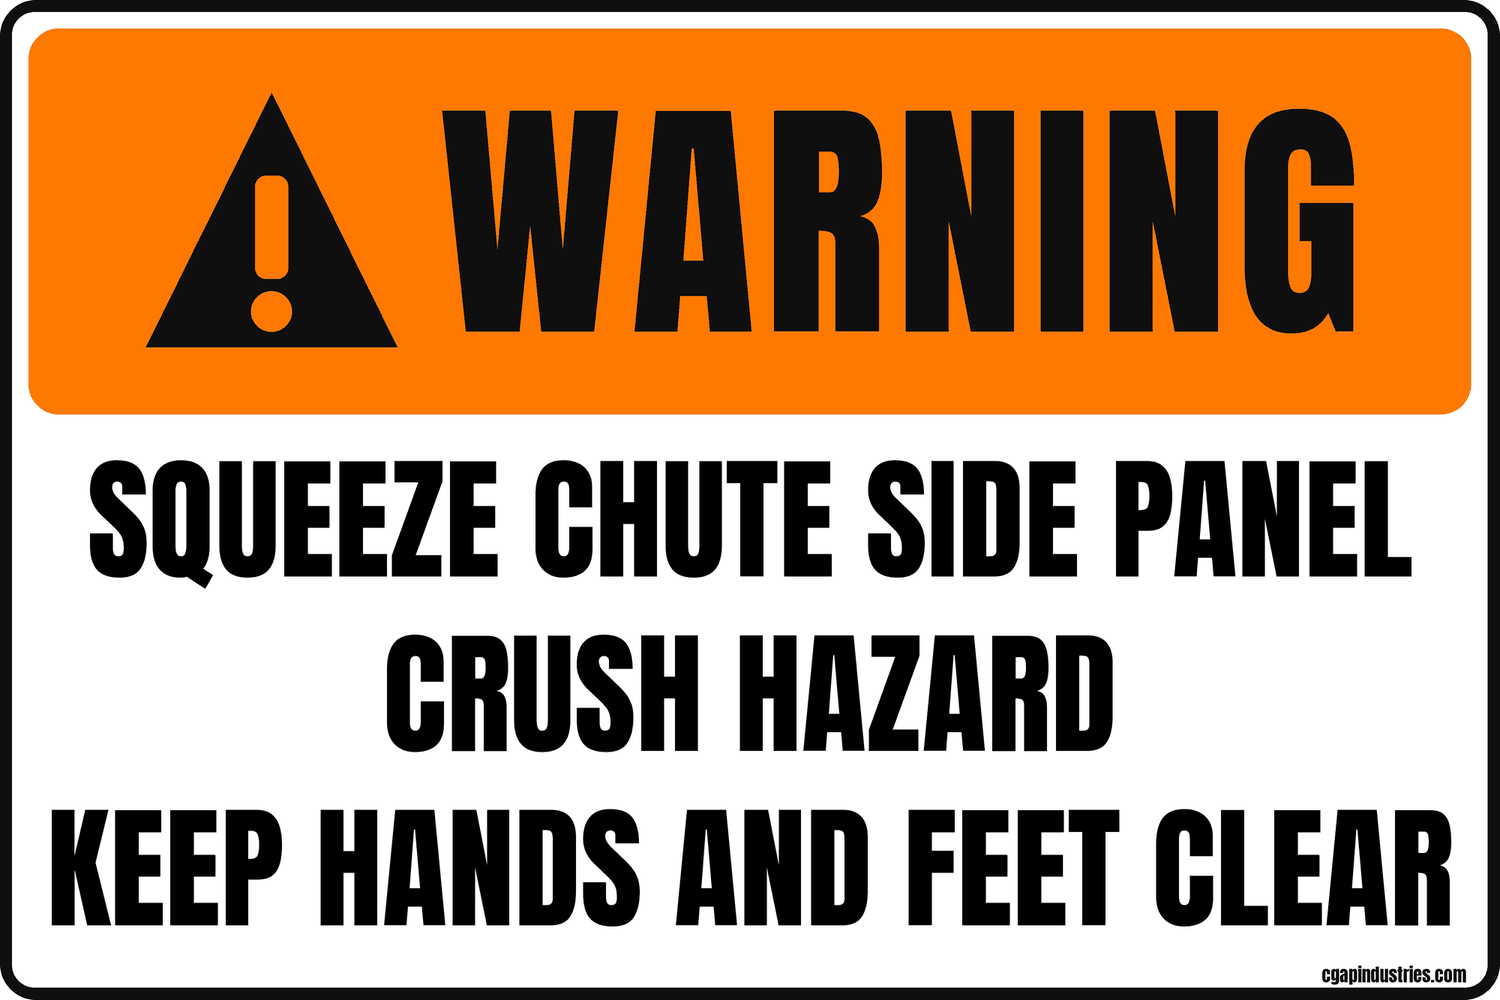 WARNING
SQUEEZE CHUTE SIDE PANEL
CRUSH HAZARD
KEEP HANDS AND FEET CLEAR
cgapindustries.com